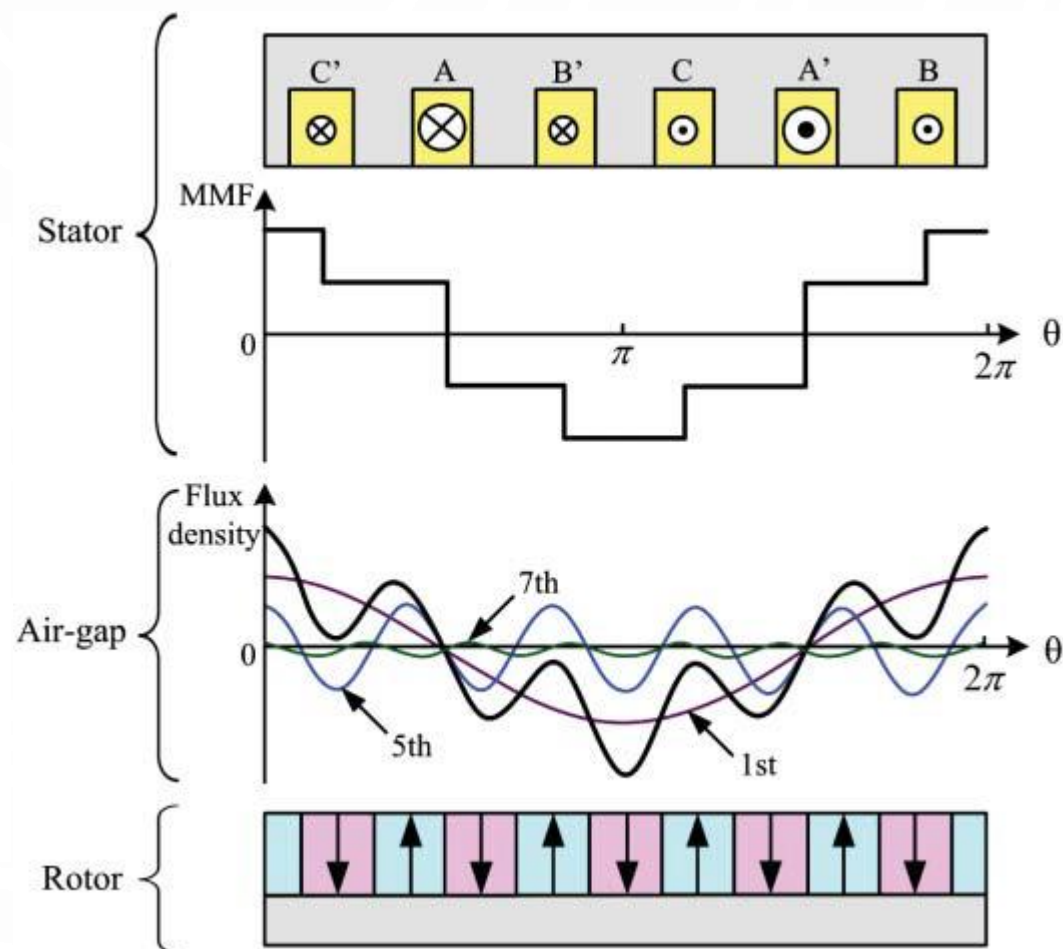 C’ A B’ C A’ B
MMF
Stator
0 π 2π θ
Flux
density
7th
Air-gap
0 2π θ
5th
1st
Rotor